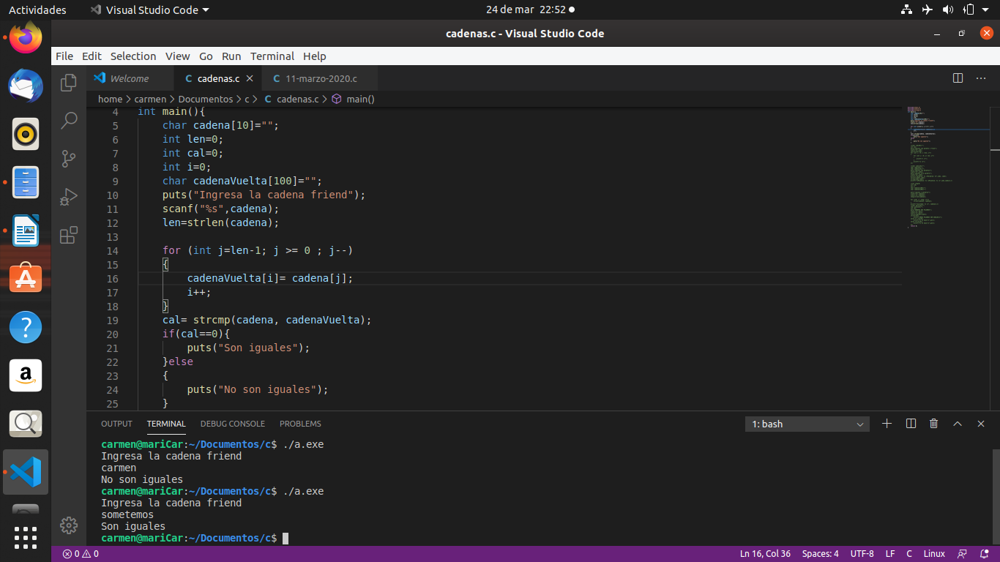 Actividades Visual Studio Code 24 de mar 22:52
cadenas.c - Visual Studio Code
File Edit Selection View Go Run Terminal Help
Welcome cadenas.c 11-marzo-2020.c
home > carmen > Documentos > c > C cadenas.c > main()
4 int main(){
5 char cadena[10]="";
6 int len=0;
7 int cal=0;
8 int i=0;
9 char cadenaVuelta[100]="";
10 puts("Ingresa la cadena friend");
11 scanf("%s",cadena);
12 len=strlen(cadena);
13
14 for (int j=len-1; j >= 0 ; j--)
15 {
16 cadenaVuelta[i]= cadena[j];
17 i++;
18 }
19 cal= strcmp(cadena, cadenaVuelta);
20 if(cal==0){
21 puts("Son iguales");
22 }else
23 {
24 puts("No son iguales");
25 }
OUTPUT TERMINAL DEBUG CONSOLE PROBLEMS 1: bash
carmen@mariCar:~/Documentos/c$ ./a.exe
Ingresa la cadena friend
carmen
No son iguales
carmen@mariCar:~/Documentos/c$ ./a.exe
Ingresa la cadena friend
sometemos
Son iguales
carmen@mariCar:~/Documentos/c$
0 0 Ln 16, Col 36 Spaces: 4 UTF-8 LF C Linux